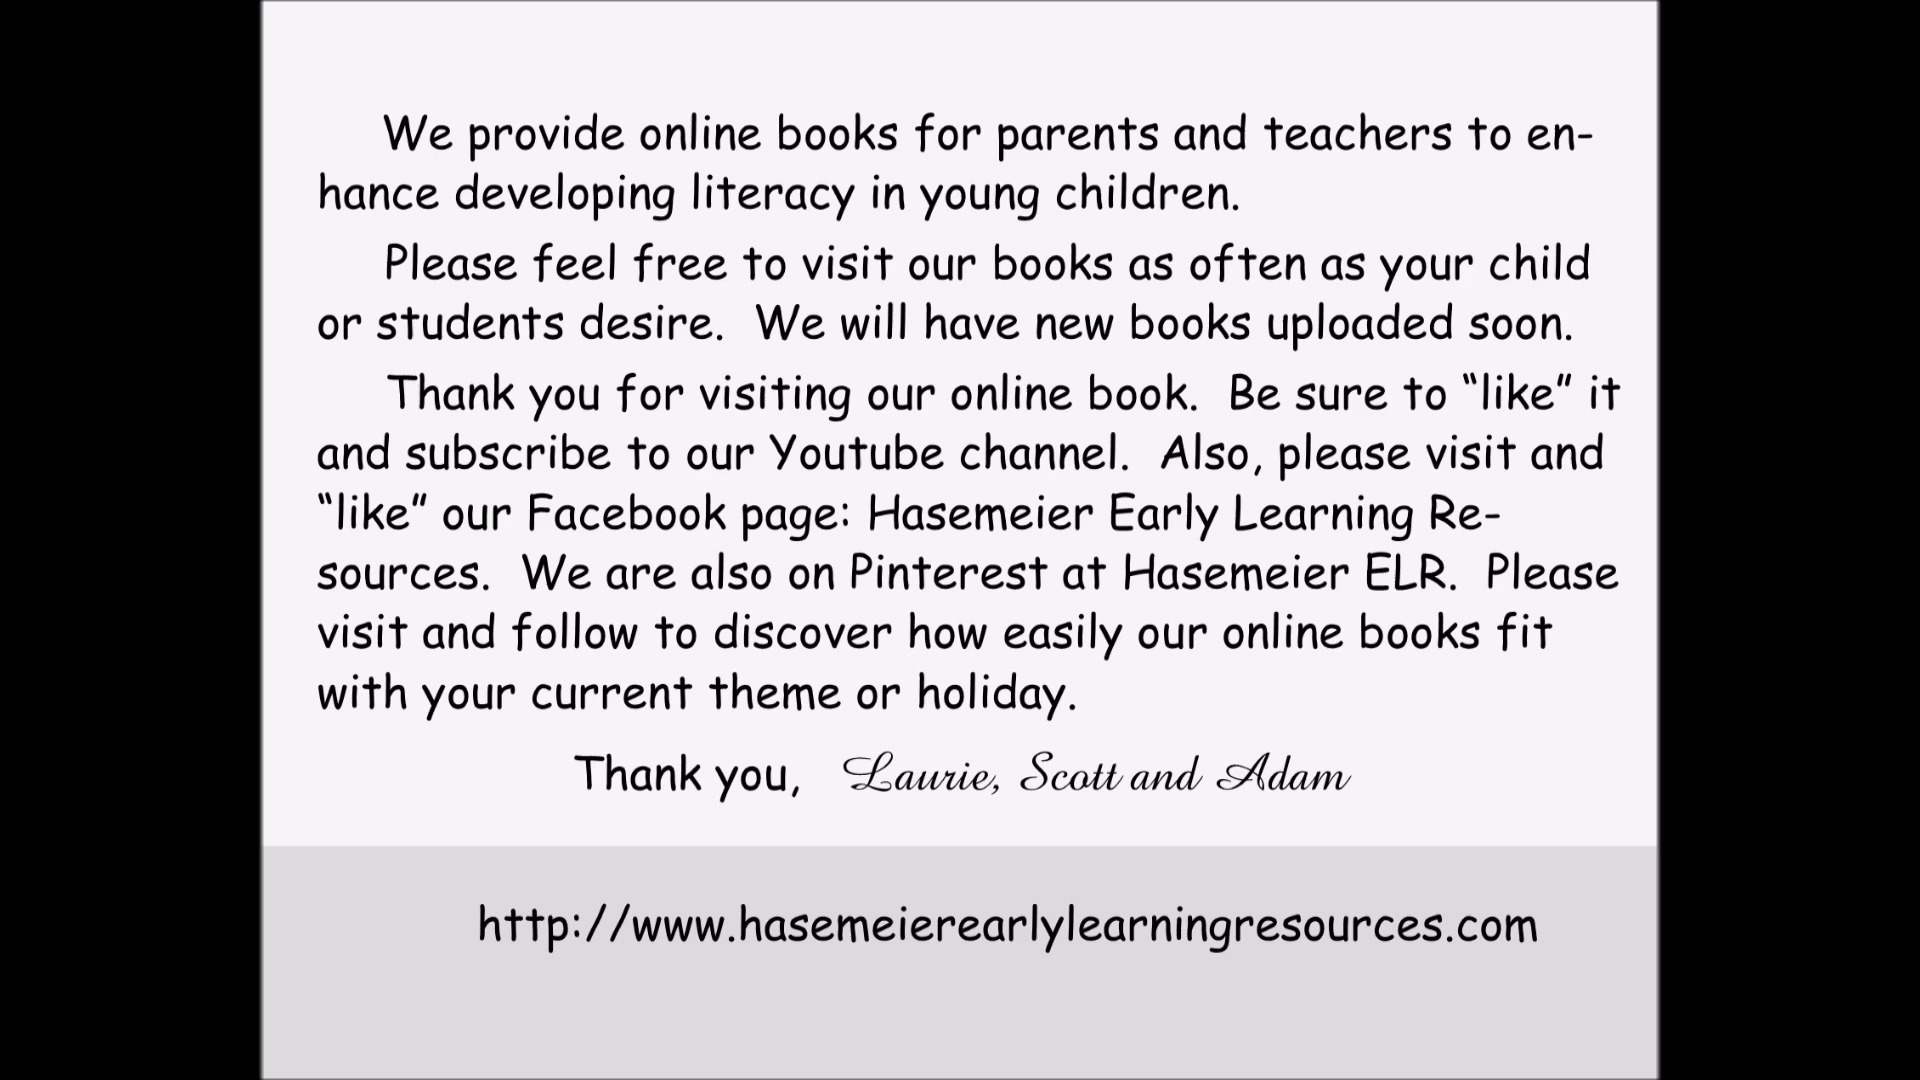 We provide online books for parents and teachers to en-
hance developing literacy in young children.
Please feel free to visit our books as often as your child
or students desire.  We will have new books uploaded soon.
Thank you for visiting our online book.  Be sure to “like” it
and subscribe to our Youtube channel.  Also, please visit and
“like” our Facebook page: Hasemeier Early Learning Re-
sources.  We are also on Pinterest at Hasemeier ELR.  Please
visit and follow to discover how easily our online books fit
with your current theme or holiday.
Thank you,   Laurie, Scott and Adam
http://www.hasemeierearlylearningresources.com